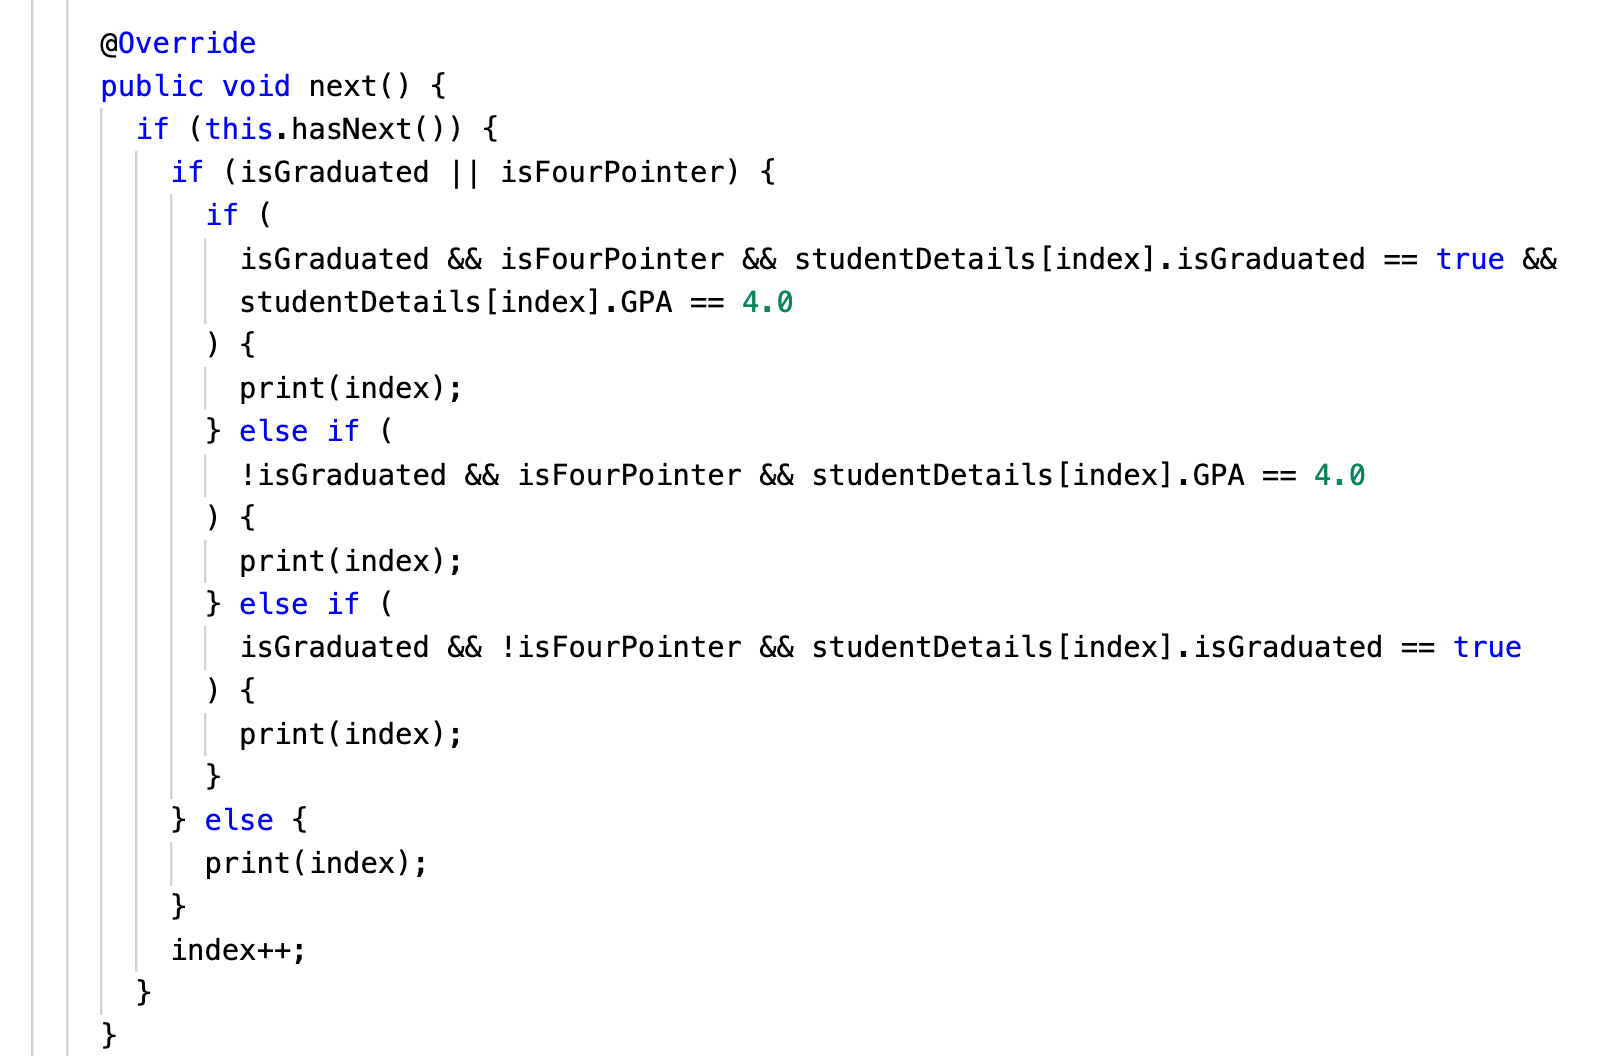 @Override
public void next() {
if (this.hasNext()) {
if (isGraduated || isFourPointer) {
if (
isGraduated && isFourPointer && studentDetails[index].isGraduated == true &&
studentDetails[index].GPA == 4.0
) {
print(index);
} else if (
!isGraduated && isFourPointer && studentDetails[index].GPA == 4.0
) {
print(index);
} else if (
isGraduated && !isFourPointer && studentDetails[index].isGraduated == true
) {
print(index);
}
} else {
print(index);
}
index++;
}
}